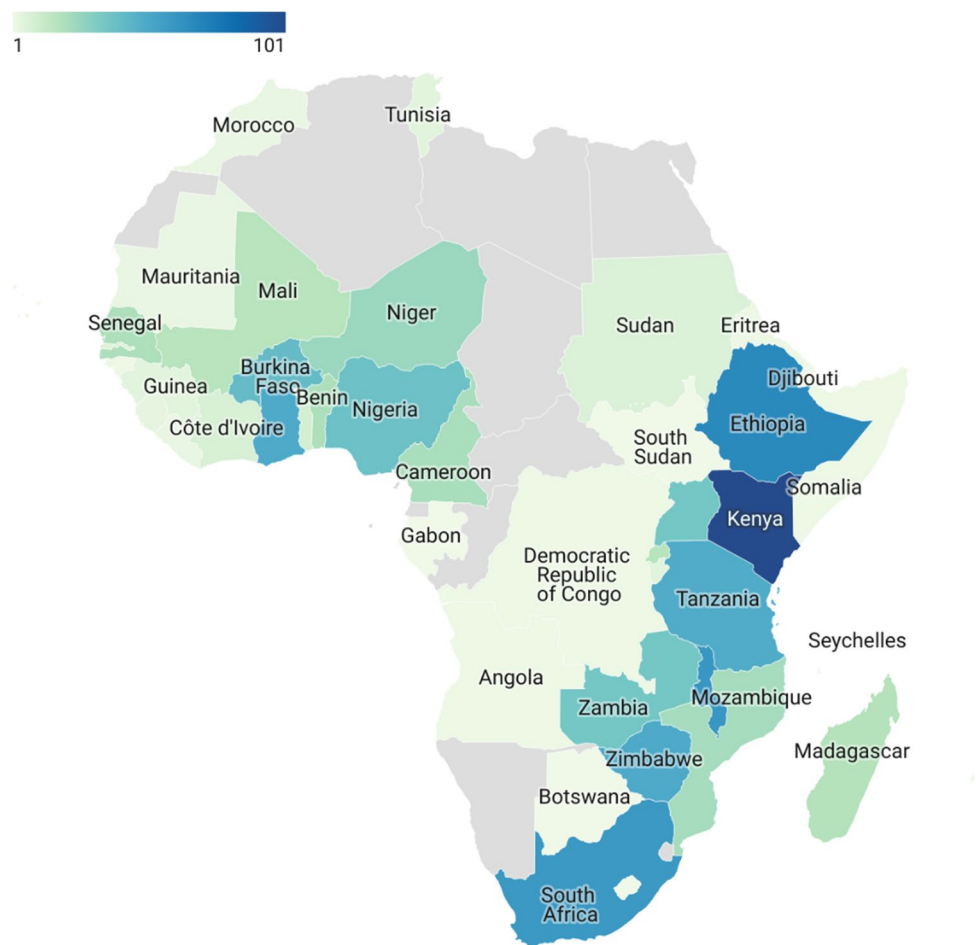 1
101
Morocco
Tunisia
Mauritania
Mali
Niger
Senegal
Sudan
Eritrea
Burkina
Faso
Djibouti
Guinea
Benin
Nigeria
Côte d'Ivoire
Ethiopia
South
Sudan
Cameroon
Somalia
Kenya
Gabon
Democratic
Republic
of Congo
Tanzania
Seychelles
Angola
Mozambique
Zambia
Madagascar
Zimbabwe
Botswana
South
Africa